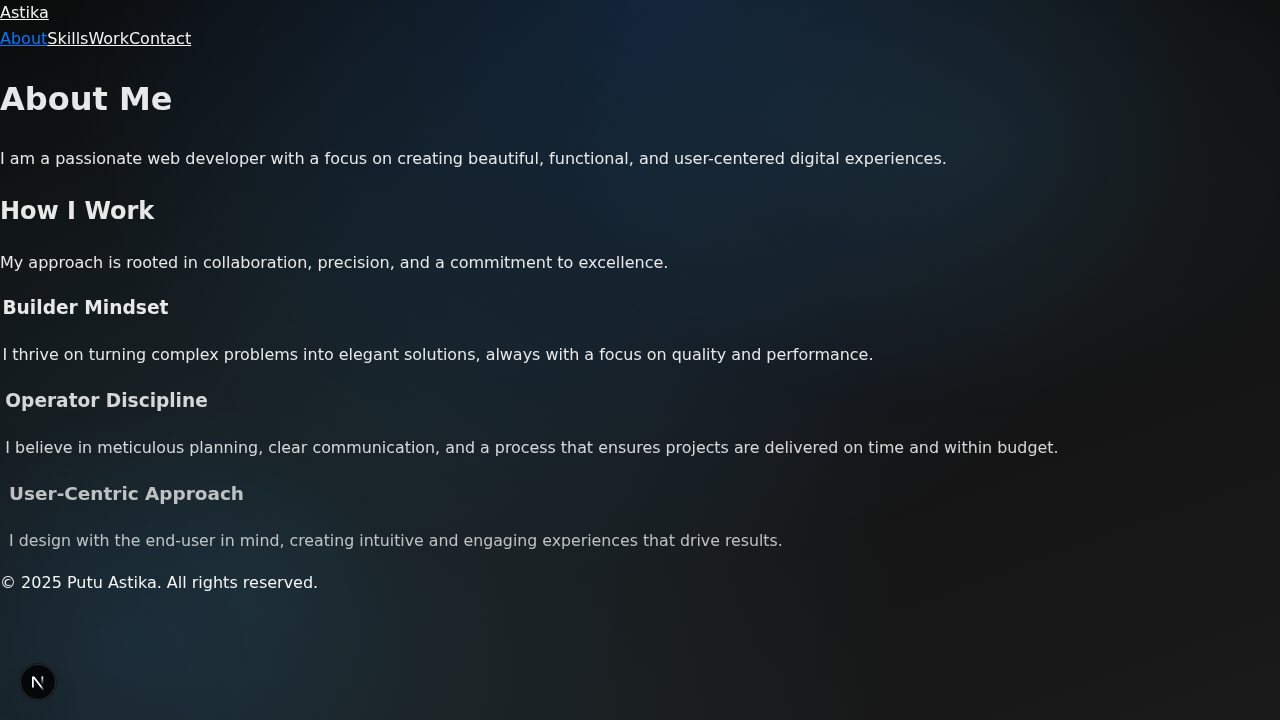 Astika
AboutSkillsWorkContact
About Me
I am a passionate web developer with a focus on creating beautiful, functional, and user-centered digital experiences.
How I Work
My approach is rooted in collaboration, precision, and a commitment to excellence.
Builder Mindset
I thrive on turning complex problems into elegant solutions, always with a focus on quality and performance.
Operator Discipline
I believe in meticulous planning, clear communication, and a process that ensures projects are delivered on time and within budget.
User-Centric Approach
I design with the end-user in mind, creating intuitive and engaging experiences that drive results.
© 2025 Putu Astika. All rights reserved.
N